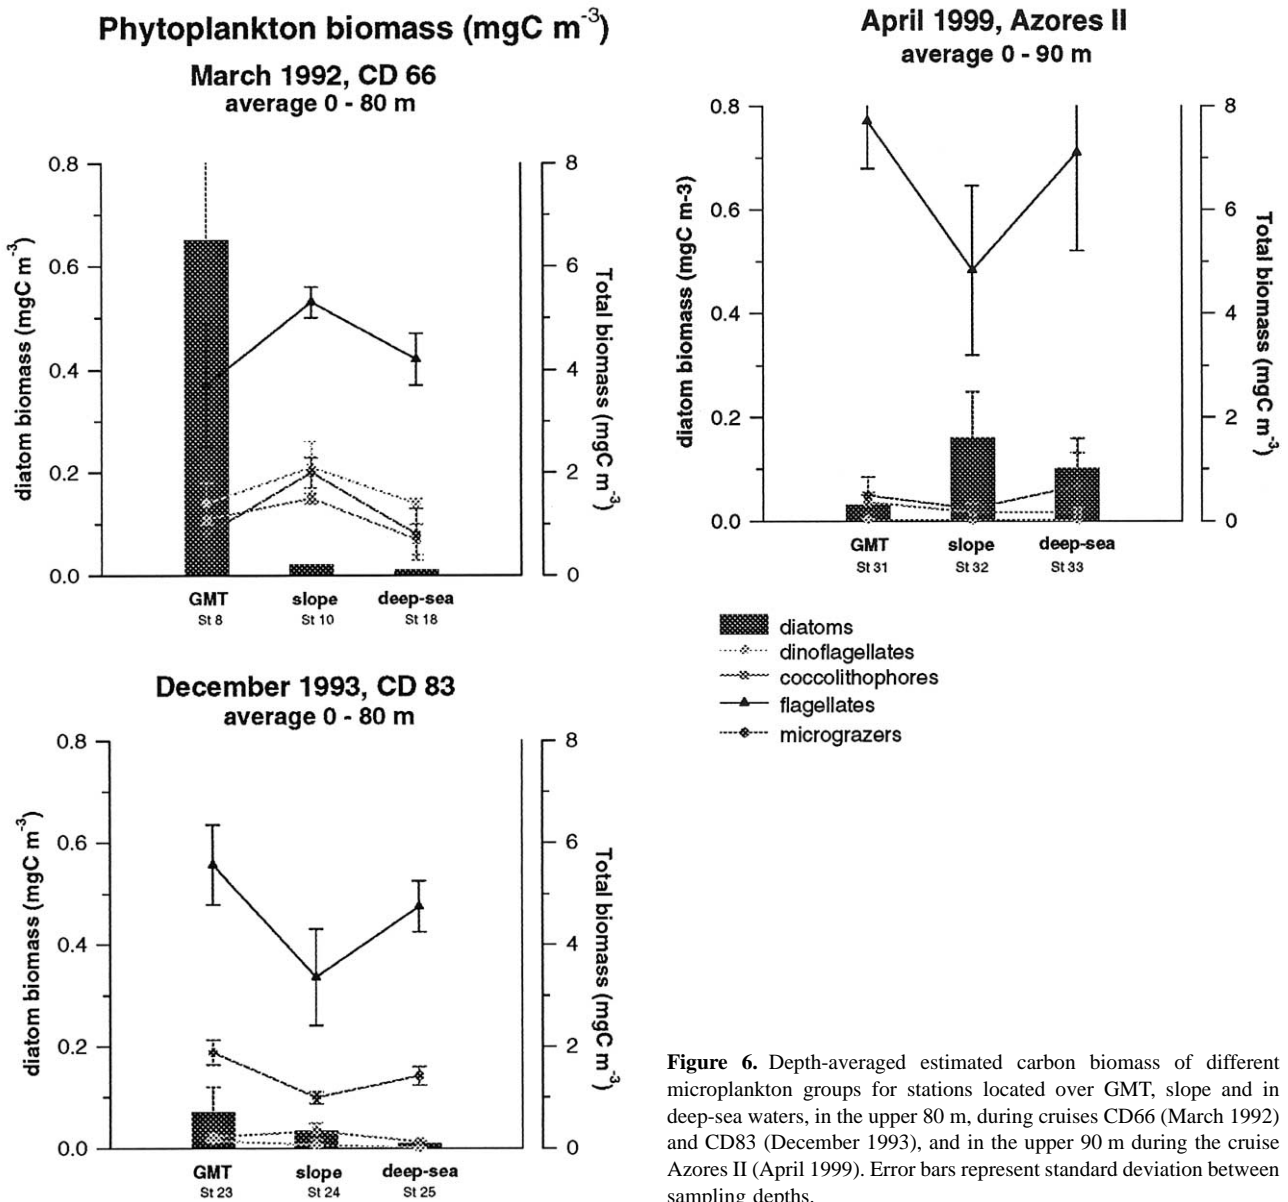 Phytoplankton biomass (mgC m-3)
March 1992, CD 66
average 0 - 80 m
0.8
0.6
0.4
0.2
0.0
diatom biomass (mgC m-3)
8
6
4
2
0
Total biomass (mgC m-3)
GMT slope deep-sea
St 8 St 10 St 18
December 1993, CD 83
average 0 - 80 m
0.8
0.6
0.4
0.2
0.0
diatom biomass (mgC m-3)
8
6
4
2
0
Total biomass (mgC m-3)
GMT slope deep-sea
St 23 St 24 St 25
April 1999, Azores II
average 0 - 90 m
0.8
0.6
0.4
0.2
0.0
diatom biomass (mgC m-3)
8
6
4
2
0
Total biomass (mgC m-3)
GMT slope deep-sea
St 31 St 32 St 33
diatoms
dinoflagellates
coccolithophores
flagellates
micrograzers
Figure 6. Depth-averaged estimated carbon biomass of different
microplankton groups for stations located over GMT, slope and in
deep-sea waters, in the upper 80 m, during cruises CD66 (March 1992)
and CD83 (December 1993), and in the upper 90 m during the cruise
Azores II (April 1999). Error bars represent standard deviation between
sampling depths.